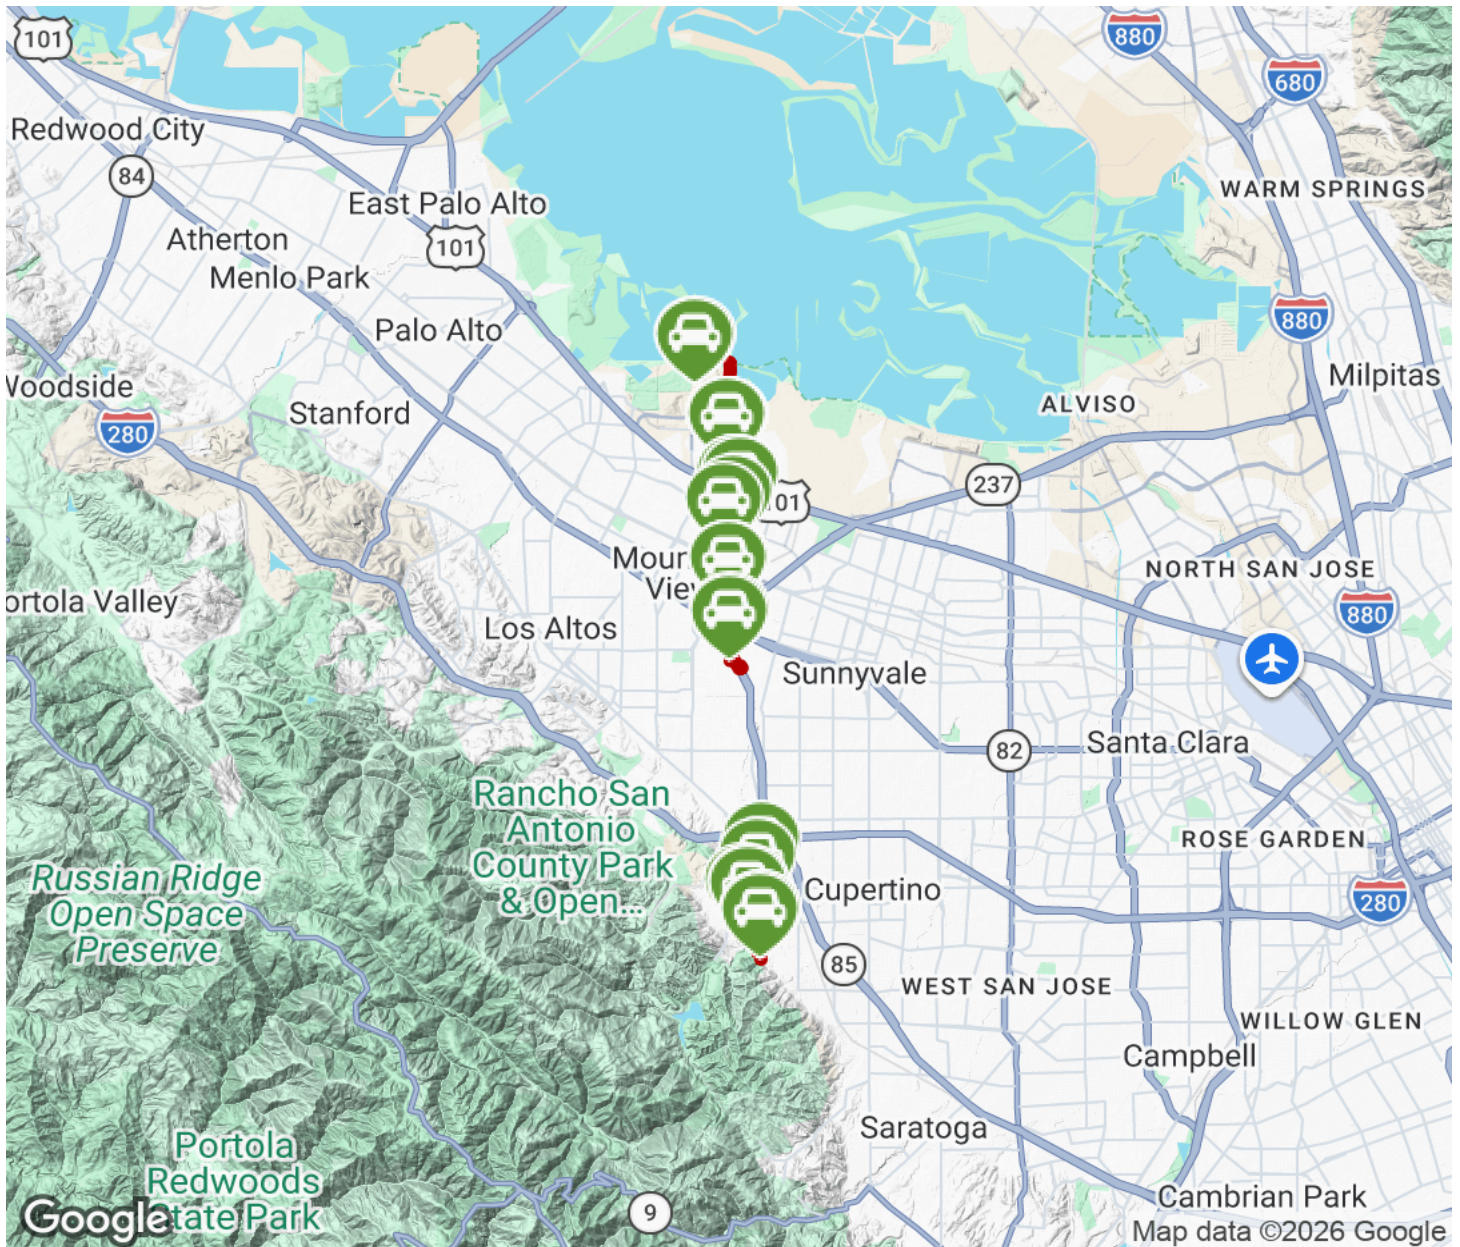 101
880
680
Redwood City
84
WARM SPRINGS
East Palo Alto
101
Atherton
Menlo Park
880
Palo Alto
Milpitas
Woodside
ALVISO
Stanford
280
237
01
Mour
View
NORTH SAN JOSE
ortola Valley
880
Los Altos
Sunnyvale
Santa Clara
82
Rancho San
Antonio
County Park
& Open...
ROSE GARDEN
Russian Ridge
Open Space
Preserve
Cupertino
280
85
WEST SAN JOSE
WILLOW GLEN
Campbell
Saratoga
Portola
Redwoods
State Park
9
Cambrian Park
Google
Map data ©2026 Google